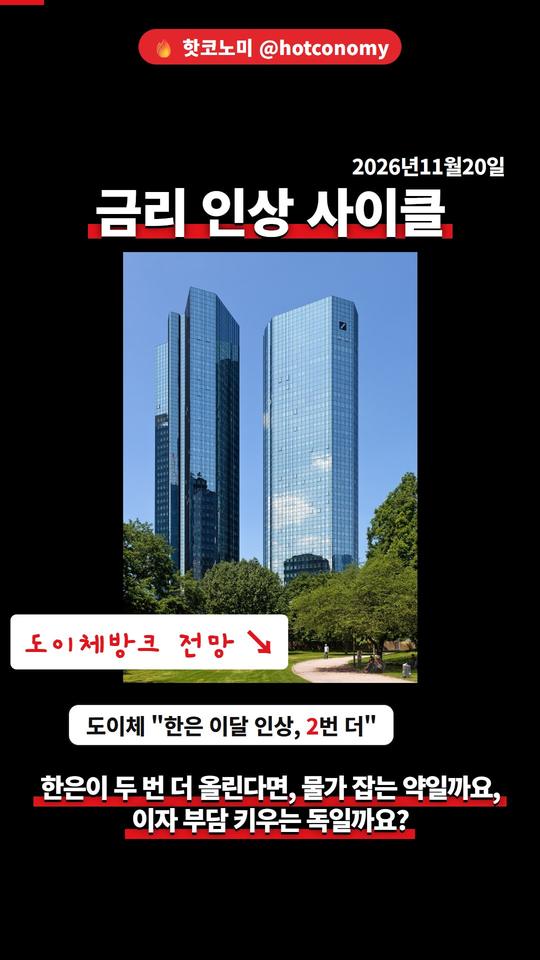 🔥 핫코노미 @hotconomy
2026년11월20일
금리 인상 사이클
도이체방크 전망 ↘
도이체 "한은 이달 인상, 2번 더"
한은이 두 번 더 올린다면, 물가 잡는 약일까요,
이자 부담 키우는 독일까요?